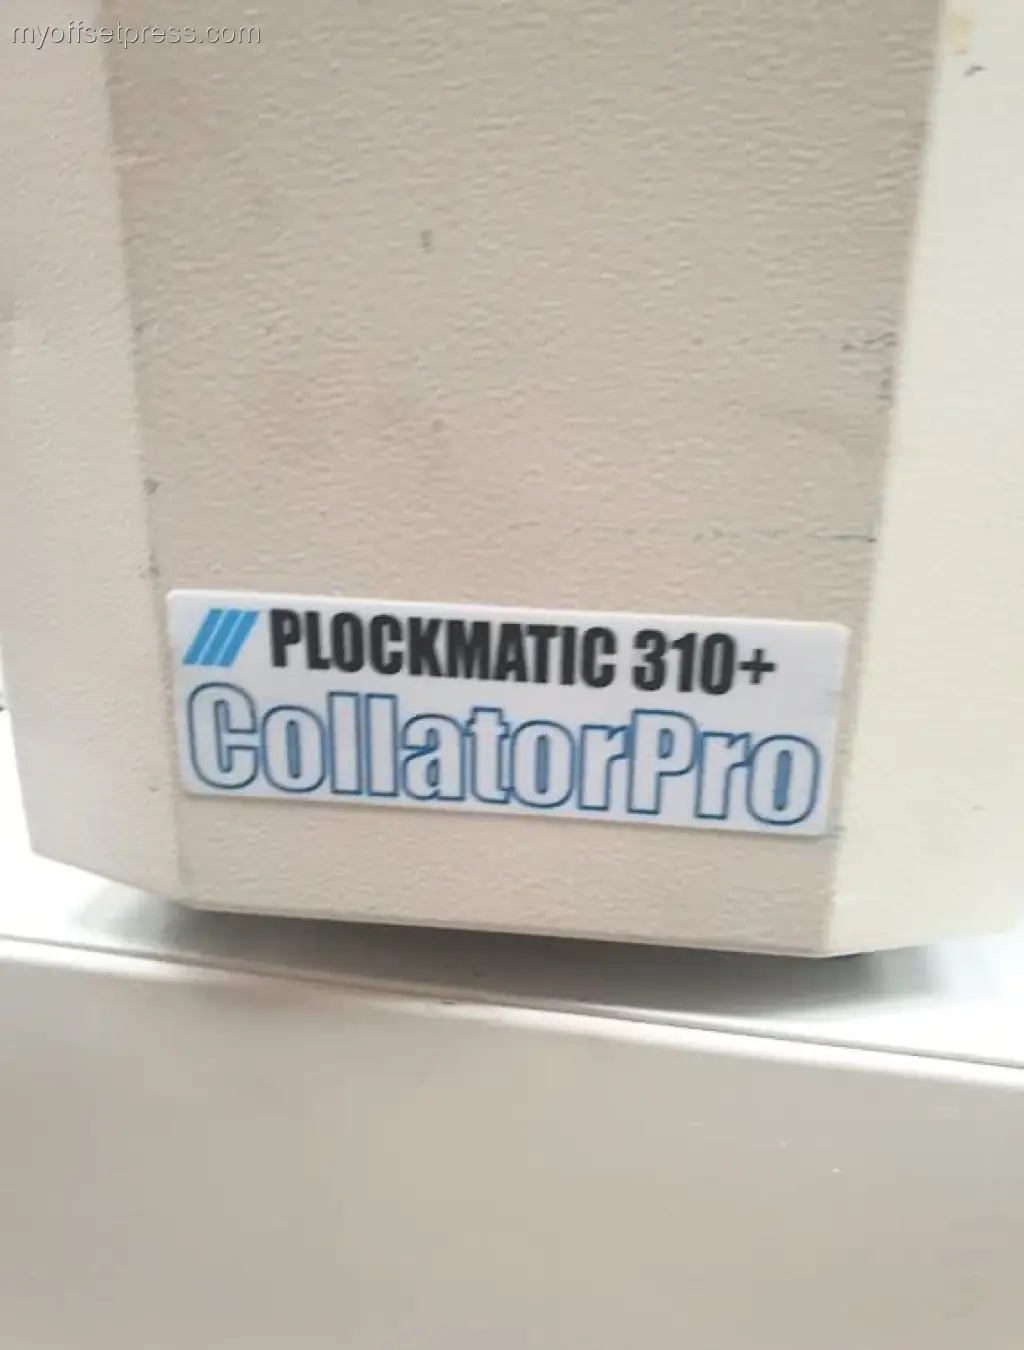 myoffsetpress.com
PLOCKMATIC 310+
CollatorPro